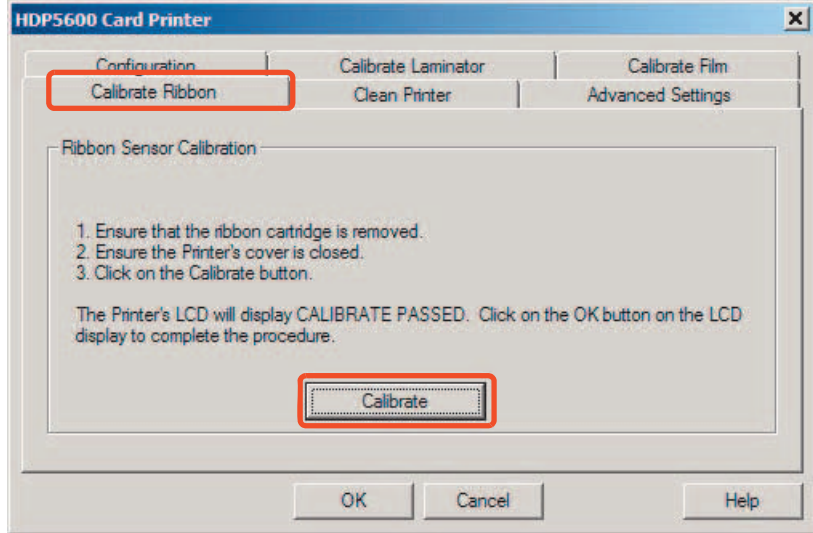 HDP5600 Card Printer
Configuration
Calibrate Laminator
Calibrate Film
Calibrate Ribbon
Clean Printer
Advanced Settings
Ribbon Sensor Calibration
1. Ensure that the ribbon cartridge is removed.
2. Ensure the Printer's cover is closed.
3. Click on the Calibrate button.
The Printer's LCD will display CALIBRATE PASSED. Click on the OK button on the LCD
display to complete the procedure.
Calibrate
OK
Cancel
Help